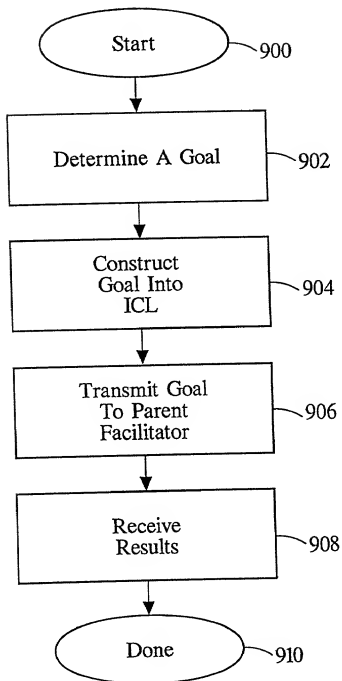 Start
900
Determine A Goal
902
Construct
Goal Into
ICL
904
Transmit Goal
To Parent
Facilitator
906
Receive
Results
908
Done
910